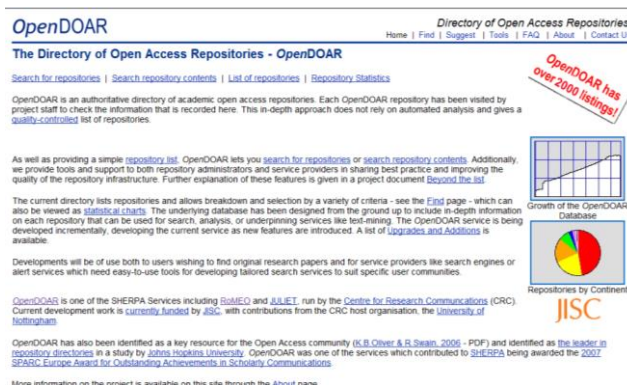 OpenDOAR
Directory of Open Access Repositories
Home | Find | Suggest | Tools | FAQ | About | Contact U
The Directory of Open Access Repositories - OpenDOAR
Search for repositories | Search repository contents | List of repositories | Repository Statistics
OpenDOAR has
over 2000 listings!
OpenDOAR is an authoritative directory of academic open access repositories. Each OpenDOAR repository has been visited by
project staff to check the information that is recorded here. This in-depth approach does not rely on automated analysis and gives a
quality-controlled list of repositories.
As well as providing a simple repository list, OpenDOAR lets you search for repositories or search repository contents. Additionally,
we provide tools and support to both repository administrators and service providers in sharing best practice and improving the
quality of the repository infrastructure. Further explanation of these features is given in a project document Beyond the list.
Growth of the OpenDOAR
Database
The current directory lists repositories and allows breakdown and selection by a variety of criteria - see the Find page - which can
also be viewed as statistical charts. The underlying database has been designed from the ground up to include in-depth information
on each repository that can be used for search, analysis, or underpinning services like text-mining. The OpenDOAR service is being
developed incrementally, developing the current service as new features are introduced. A list of Upgrades and Additions is
available.
Developments will be of use both to users wishing to find original research papers and for service providers like search engines or
alert services which need easy-to-use tools for developing tailored search services to suit specific user communities.
Repositories by Continent
JISC
OpenDOAR is one of the SHERPA Services including RoMEO and JULIET, run by the Centre for Research Communications (CRC).
Current development work is currently funded by JISC, with contributions from the CRC host organisation, the University of
Nottingham.
OpenDOAR has also been identified as a key resource for the Open Access community (K.B.Oliver & R.Swain, 2006 - PDF) and identified as the leader in
repository directories in a study by Johns Hopkins University. OpenDOAR was one of the services which contributed to SHERPA being awarded the 2007
SPARC Europe Award for Outstanding Achievements in Scholarly Communications.
More information on the project is available on this site through the About page.